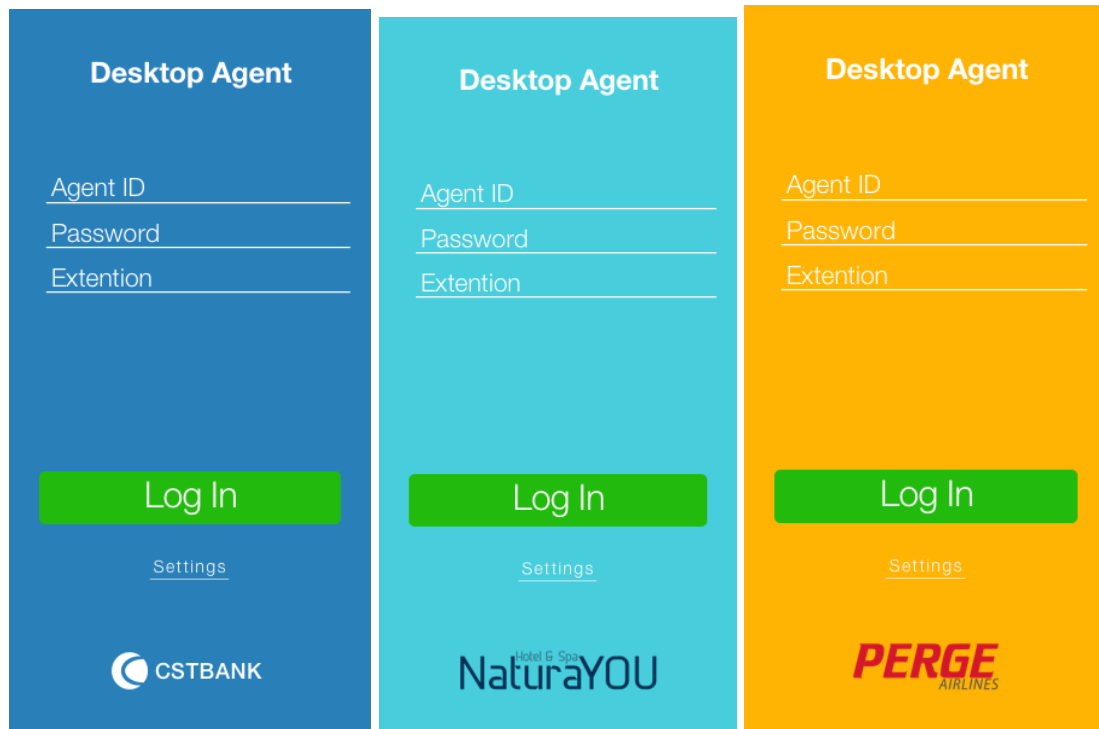 Desktop Agent
Agent ID
Password
Extention
Log In
Settings
CSTBANK
Desktop Agent
Agent ID
Password
Extention
Log In
Settings
Hotel & Spa
NaturaYOU
Desktop Agent
Agent ID
Password
Extention
Log In
Settings
PERGE
AIRLINES